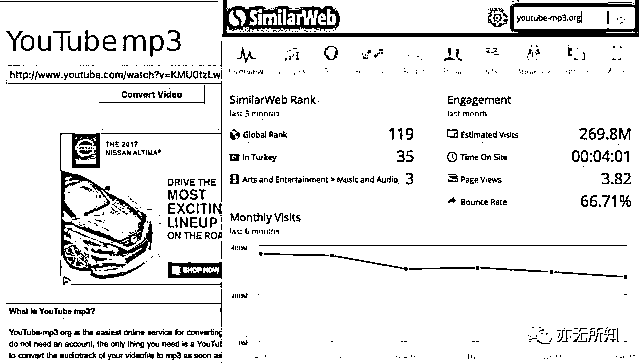 YouTube mp3
http://www.youtube.com/watch?v=KMU0tzLw
Convert Video
THE 2017
NISSAN ALTIMA®
DRIVE THE
MOST
EXCITIN
LINEUP
ON THE ROA
SHOP NOW
What is YouTube mp3?
YouTube-mp3.org is the easiest online service for converting
do not need an account, the only thing you need is a YouTu
to convert the audiotrack of your videofile to mp3 as soon as
SimilarWeb
youtube-mp3.org
SimilarWeb Rank
last 3 months
Global Rank 119
In Turkey 35
Arts and Entertainment > Music and Audio 3
Engagement
last month
Estimated Visits 269.8M
Time On Site 00:04:01
Page Views 3.82
Bounce Rate 66.71%
Monthly Visits
last 6 months
400M
200M
亦无所知